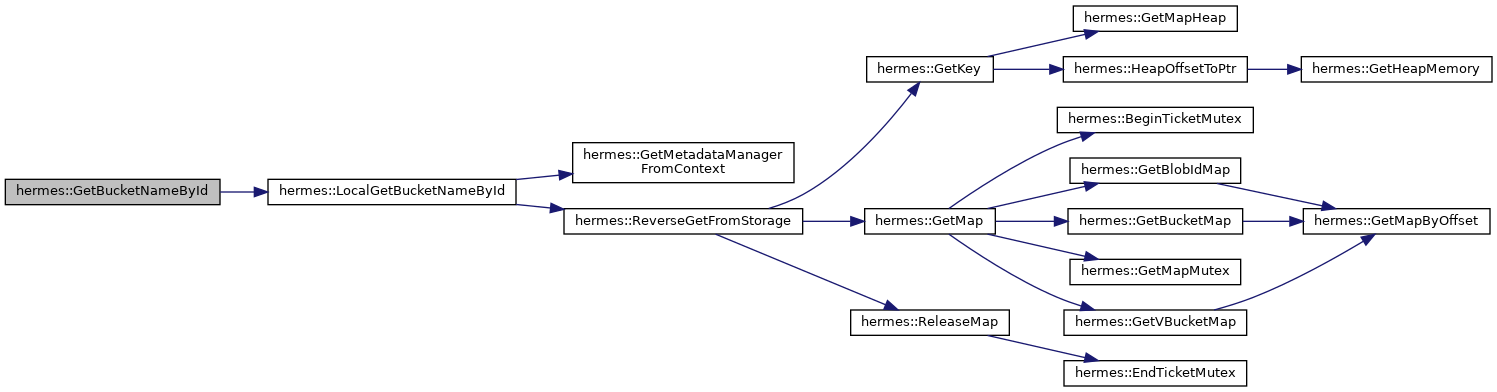 hermes::GetBucketNameById
hermes::LocalGetBucketNameById
hermes::GetMetadataManager
FromContext
hermes::ReverseGetFromStorage
hermes::GetKey
hermes::GetMap
hermes::ReleaseMap
hermes::GetMapHeap
hermes::HeapOffsetToPtr
hermes::BeginTicketMutex
hermes::GetBlobIdMap
hermes::GetBucketMap
hermes::GetMapMutex
hermes::GetVBucketMap
hermes::EndTicketMutex
hermes::GetHeapMemory
hermes::GetMapByOffset